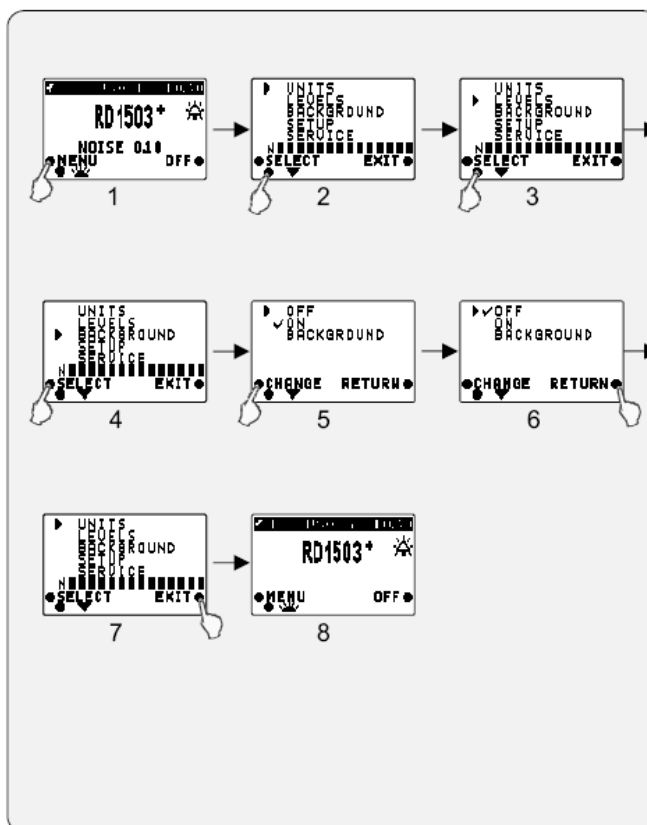 RD1503+
NOISE 0.10
MENU OFF
1
UNITS
LEVELS
BACKGROUND
SETUP
SERVICE
N
SELECT EXIT
2
UNITS
LEVELS
BACKGROUND
SETUP
SERVICE
N
SELECT EXIT
3
UNITS
LEVELS
BACKGROUND
SETUP
SERVICE
N
SELECT EXIT
4
OFF
ON
BACKGROUND
CHANGE RETURN
5
OFF
ON
BACKGROUND
CHANGE RETURN
6
UNITS
LEVELS
BACKGROUND
SETUP
SERVICE
N
SELECT EXIT
7
RD1503+
MENU OFF
8